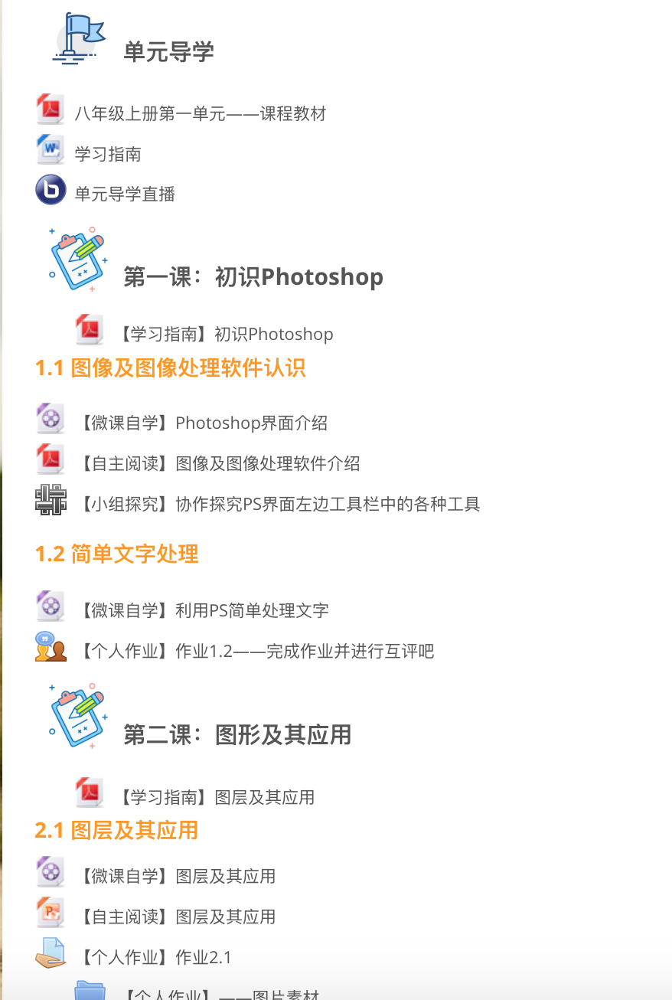 单元导学
八年级上册第一单元——课程教材
学习指南
单元导学直播
第一课：初识Photoshop
【学习指南】初识Photoshop
1.1 图像及图像处理软件认识
【微课自学】Photoshop界面介绍
【自主阅读】图像及图像处理软件介绍
【小组探究】协作探究PS界面左边工具栏中的各种工具
1.2 简单文字处理
【微课自学】利用PS简单处理文字
【个人作业】作业1.2——完成作业并进行互评吧
第二课：图形及其应用
【学习指南】图层及其应用
2.1 图层及其应用
【微课自学】图层及其应用
【自主阅读】图层及其应用
【个人作业】作业2.1
【个人作业】——图片素材